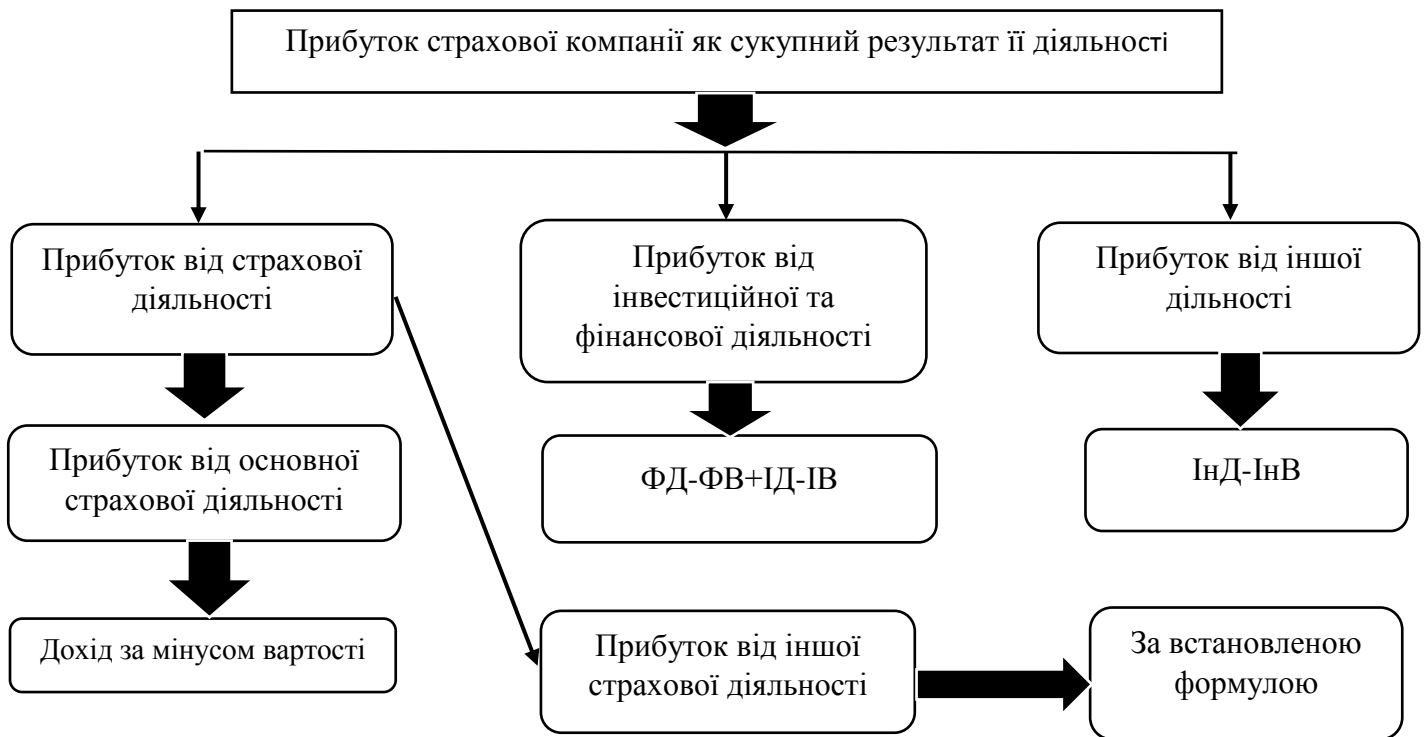 Прибуток страхової компанії як сукупний результат її діяльності
Прибуток від страхової
діяльності
Прибуток від
інвестиційної та
фінансової діяльності
Прибуток від іншої
дільності
Прибуток від основної
страхової діяльності
ФД-ФВ+ІД-ІВ
ІнД-ІнВ
Дохід за мінусом вартості
Прибуток від іншої
страхової діяльності
За встановленою
формулою